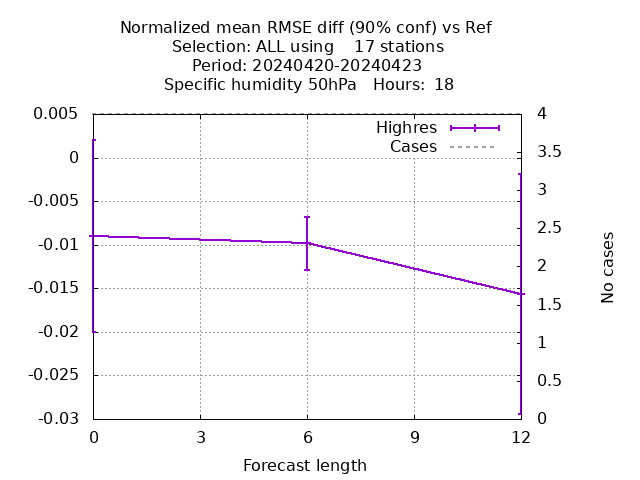 Normalized mean RMSE diff (90% conf) vs Ref
Selection: ALL using    17 stations
Period: 20240420-20240423
Specific humidity 50hPa   Hours:  18
Highres
Cases
0.005
0
-0.005
-0.01
-0.015
-0.02
-0.025
-0.03
4
3.5
3
2.5
2
1.5
1
0.5
0
No cases
0 3 6 9 12
Forecast length